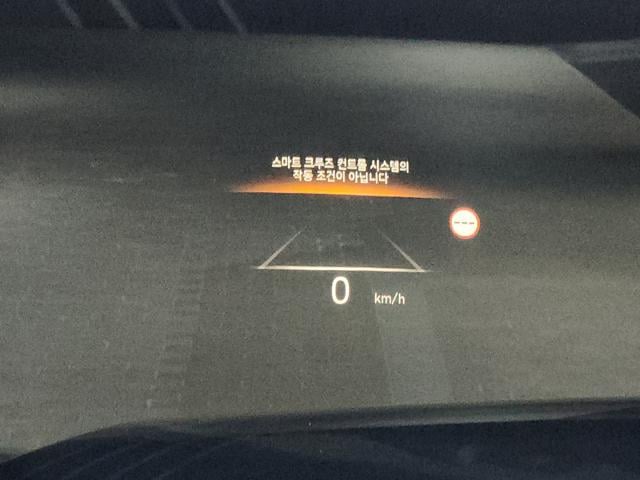 스마트 크루즈 컨트롤 시스템의
작동 조건이 아닙니다
---
0 km/h